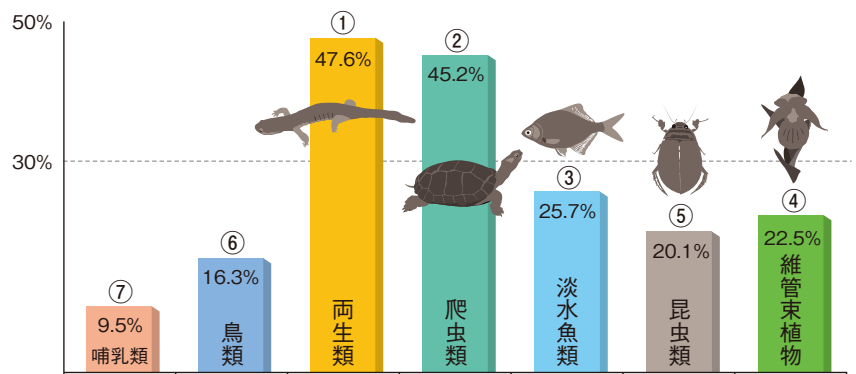 50%
30%
⑦
9.5%
哺乳類
⑥
16.3%
鳥類
①
47.6%
両生類
②
45.2%
爬虫類
③
25.7%
淡水魚類
⑤
20.1%
昆虫類
④
22.5%
維管束植物